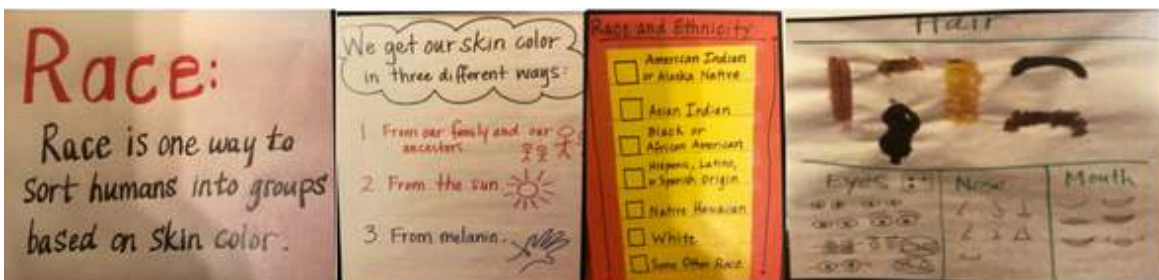 Race:
Race is one way to
sort humans into groups
based on skin color.
We get our skin color
in three different ways:
1. From our family and our
ancestors.
2. From the sun.
3. From melanin.
Race and Ethnicity
American Indian
or Alaska Native
Asian Indian
Black or
African American
Hispanic, Latino,
or Spanish Origin
Native Hawaiian
White
Some Other Race
Hair
Eyes
Nose
Mouth